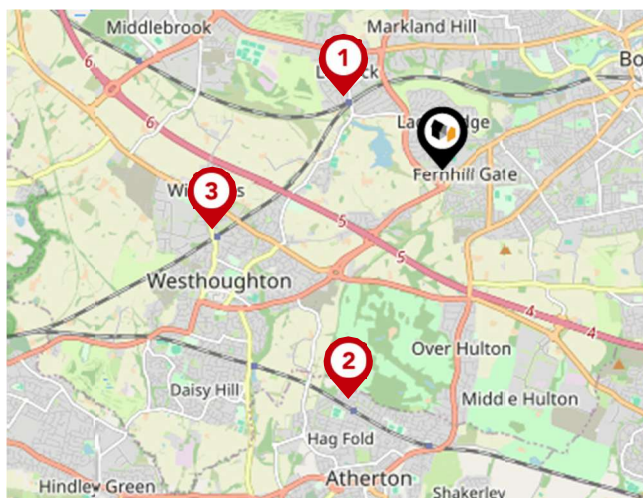 Middlebrook
Markland Hill
1
6
Bo
6
Fernhill Gate
3
5
5
Westhoughton
4
4
Over Hulton
2
Daisy Hill
Midd e Hulton
Hag Fold
Atherton
Hindley Green
Shakerley